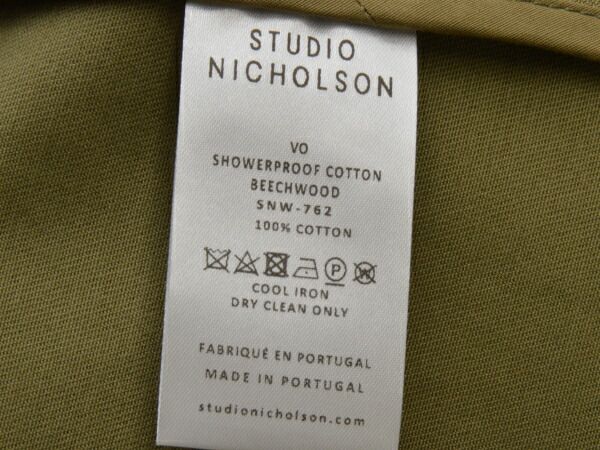 STUDIO
NICHOLSON
VO
SHOWERPROOF COTTON
BEECHWOOD
SNW-762
100% COTTON
P W
COOL IRON
DRY CLEAN ONLY
FABRIQUÉ EN PORTUGAL
MADE IN PORTUGAL
studionicholson.com